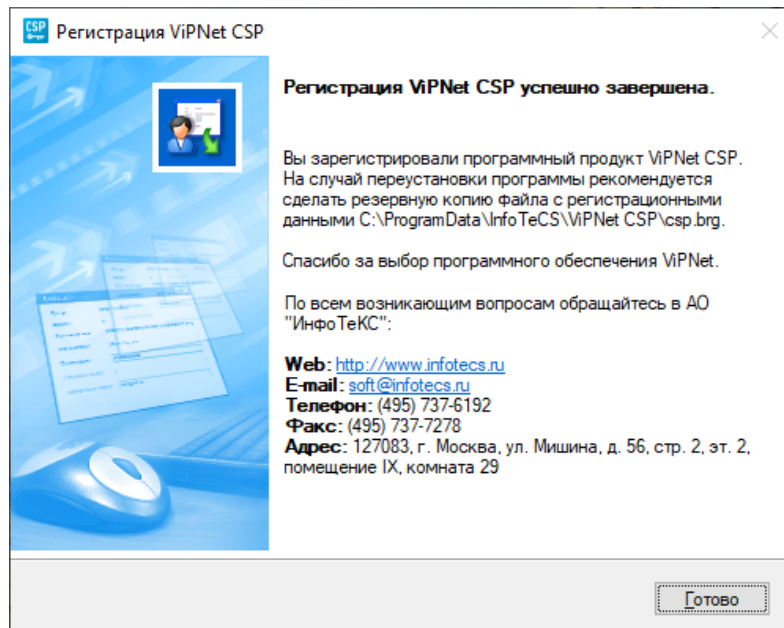 CSP
Регистрация ViPNet CSP
Регистрация ViPNet CSP успешно завершена.
Вы зарегистрировали программный продукт ViPNet CSP.
На случай переустановки программы рекомендуется
сделать резервную копию файла с регистрационными
данными C:\ProgramData\InfoTeCS\ViPNet CSP\csp.brg.
Спасибо за выбор программного обеспечения ViPNet.
По всем возникающим вопросам обращайтесь в АО
"ИнфоТеКС":
Web: http://www.infotecs.ru
E-mail: soft@infotecs.ru
Телефон: (495) 737-6192
Факс: (495) 737-7278
Адрес: 127083, г. Москва, ул. Мишина, д. 56, стр. 2, эт. 2,
помещение IX, комната 29
Готово